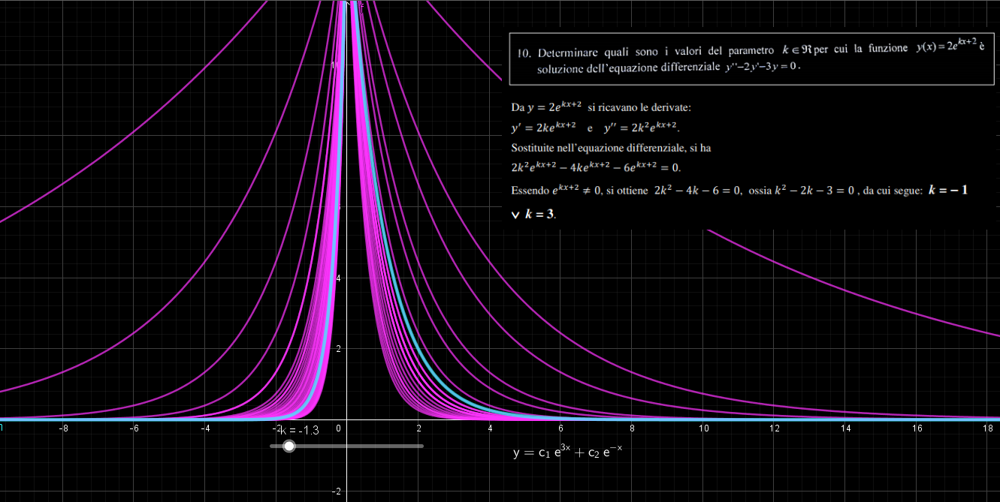 10. Determinare quali sono i valori del parametro k ∈ ℜ per cui la funzione y(x) = 2e^{kx+2} è
soluzione dell'equazione differenziale y''–2y'–3y = 0.
Da y = 2e^{kx+2} si ricavano le derivate:
y′ = 2ke^{kx+2} e y′′ = 2k²e^{kx+2}.
Sostituite nell'equazione differenziale, si ha
2k²e^{kx+2} − 4ke^{kx+2} − 6e^{kx+2} = 0.
Essendo e^{kx+2} ≠ 0, si ottiene 2k² − 4k − 6 = 0, ossia k² − 2k − 3 = 0 , da cui segue: k = − 1
∨ k = 3.
4
2
-8 -6 -4 -2 0 2 4 6 8 10 12 14 16 18
k = -1.3
y = c₁ e^{3x} + c₂ e^{−x}
-2